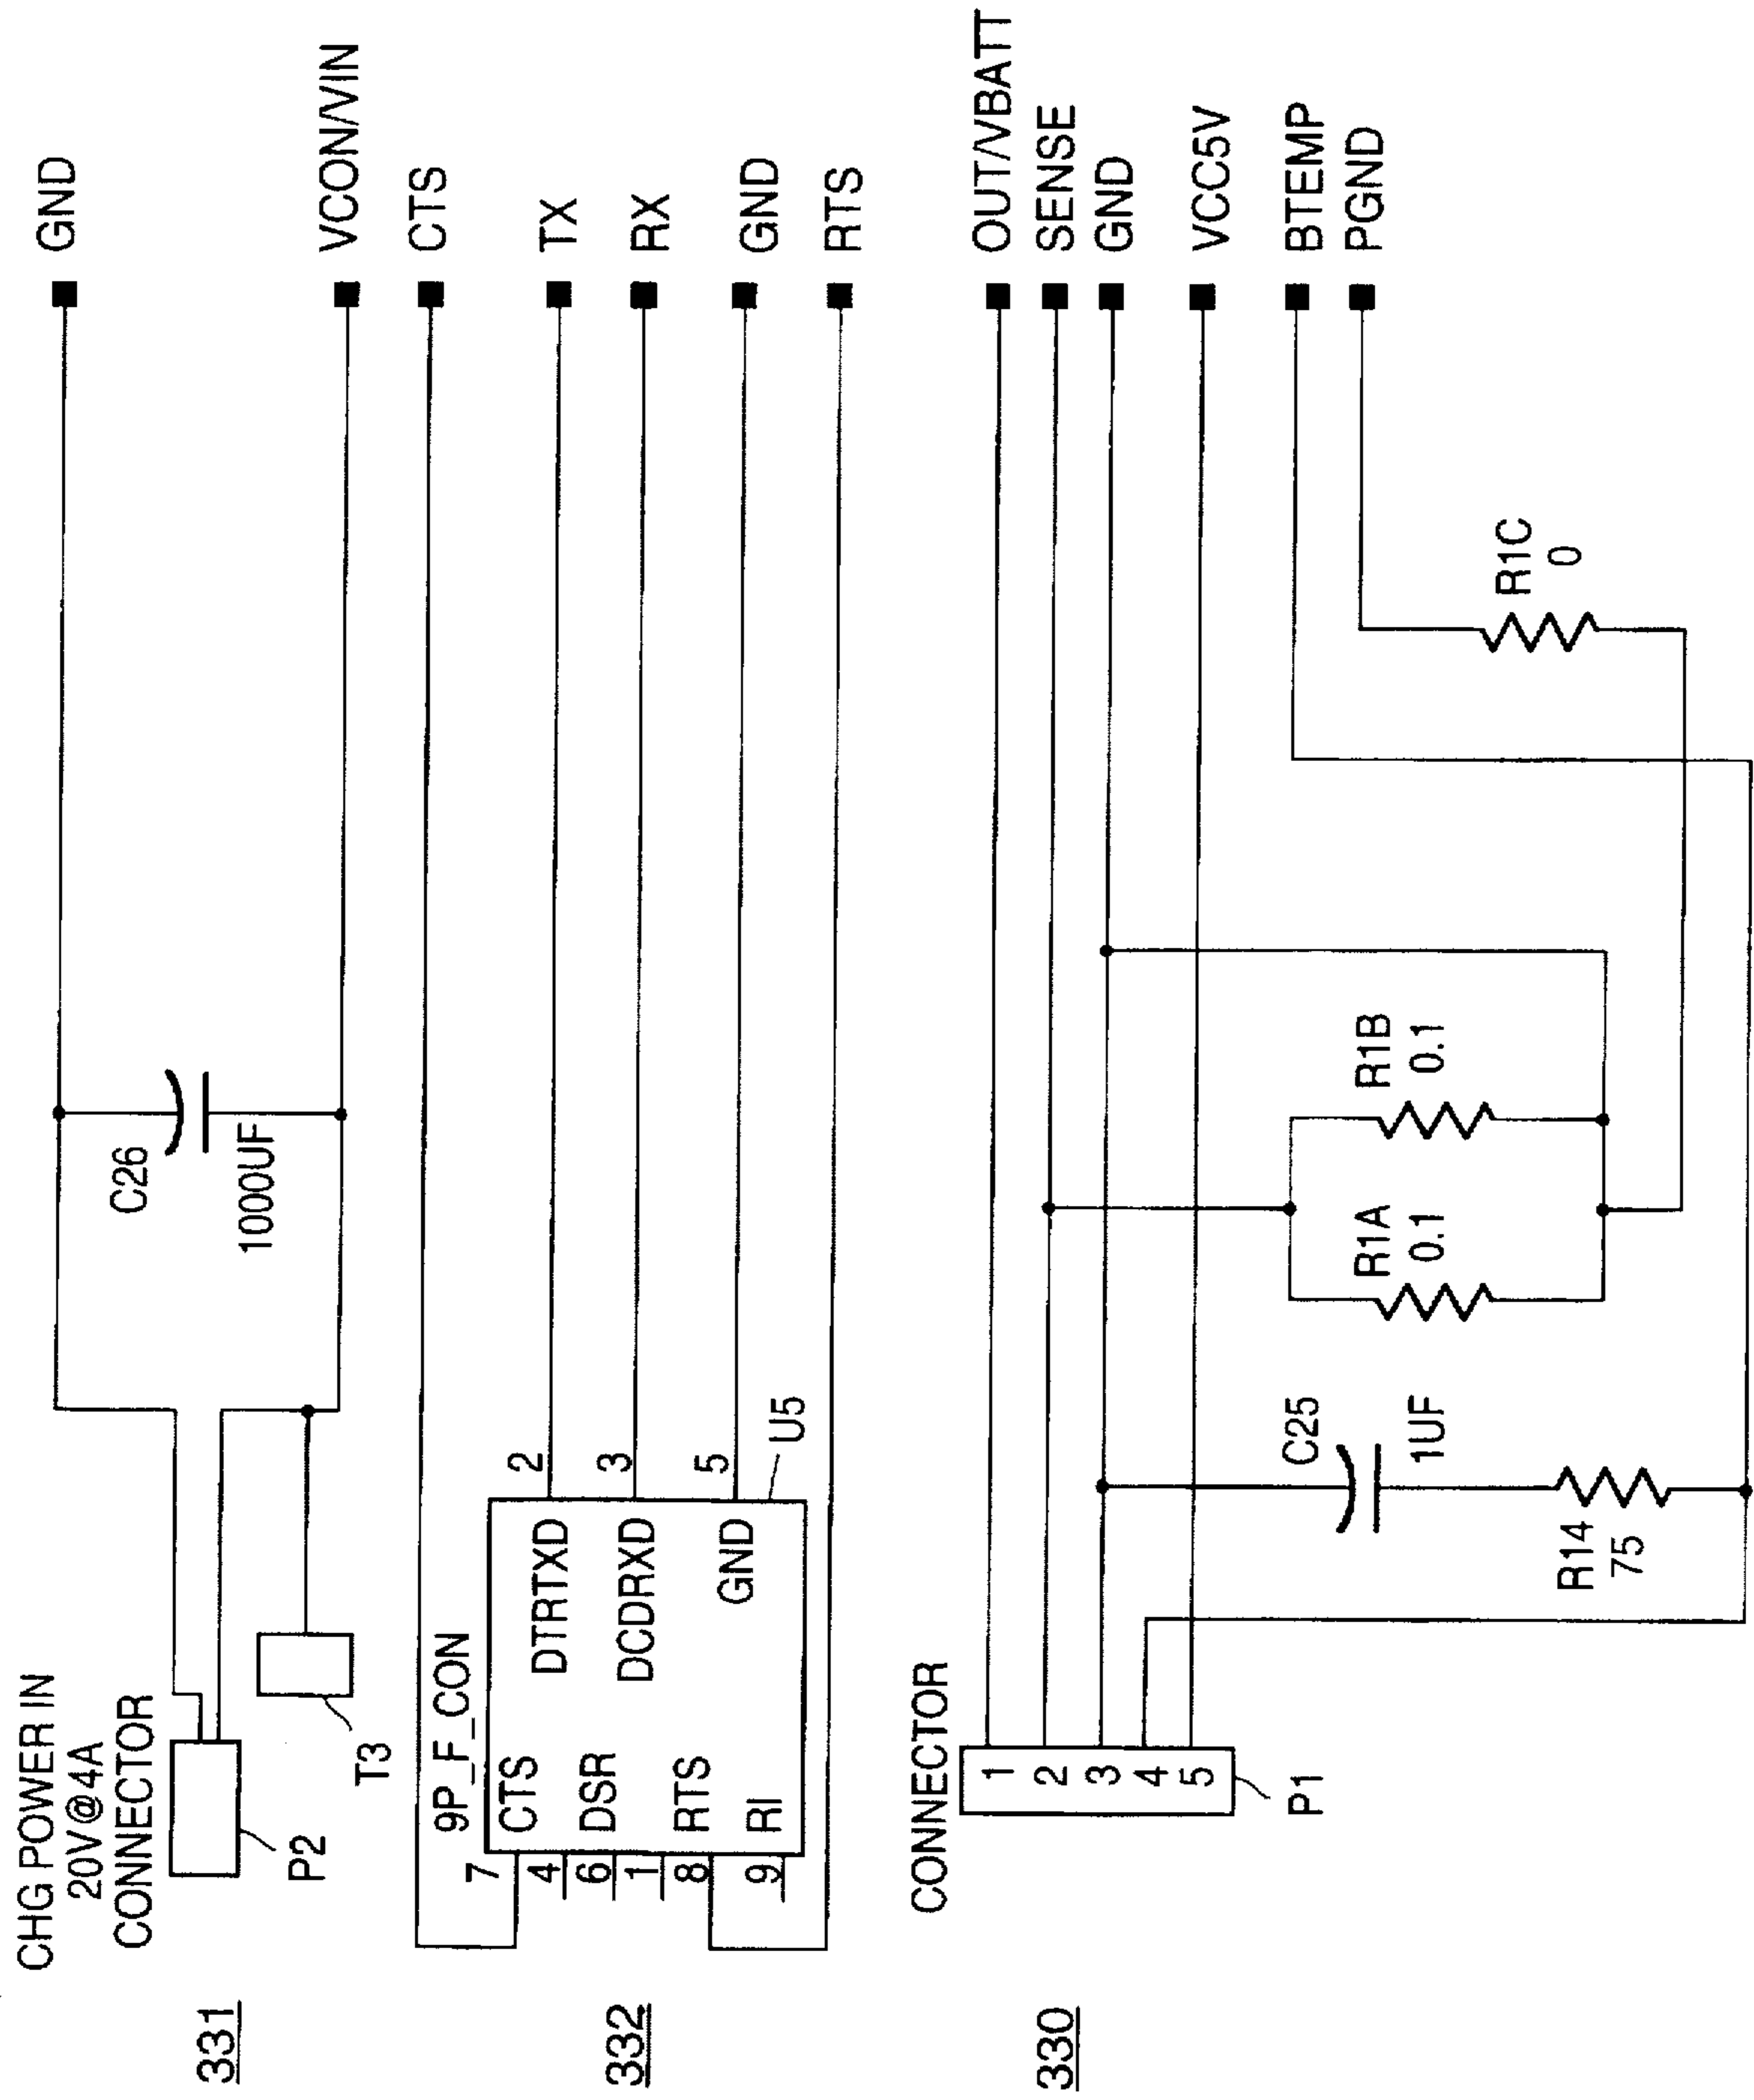 331
CHG POWER IN
20V@4A
CONNECTOR
P2
T3
C26
1000UF
GND
VCON/VIN
332
9P_F_CON
7
4
6
1
8
9
CTS
DSR
RTS
RI
DTRTXD
DCDRXD
GND
2
3
5
U5
CTS
TX
RX
GND
RTS
330
CONNECTOR
1
2
3
4
5
P1
C25
1UF
R14
75
R1A
0.1
R1B
0.1
R1C
0
OUT/VBATT
SENSE
GND
VCC5V
BTEMP
PGND